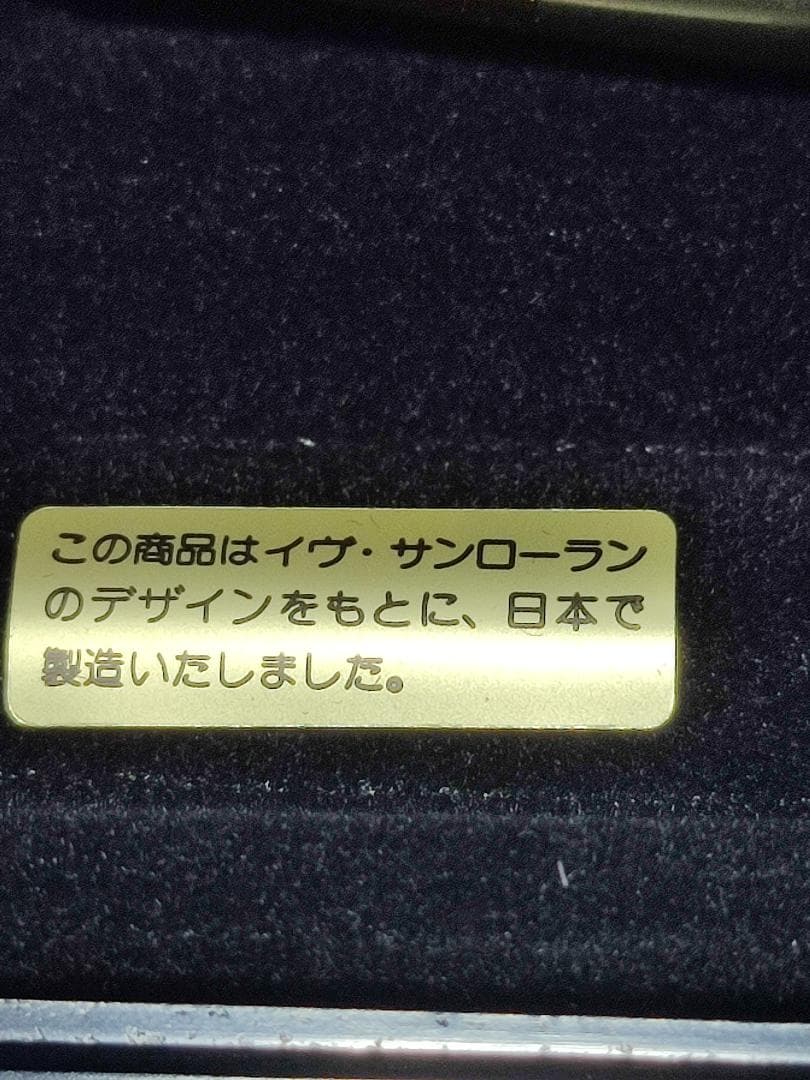 この商品はイヴ・サンローラン
のデザインをもとに、日本で
製造いたしました。